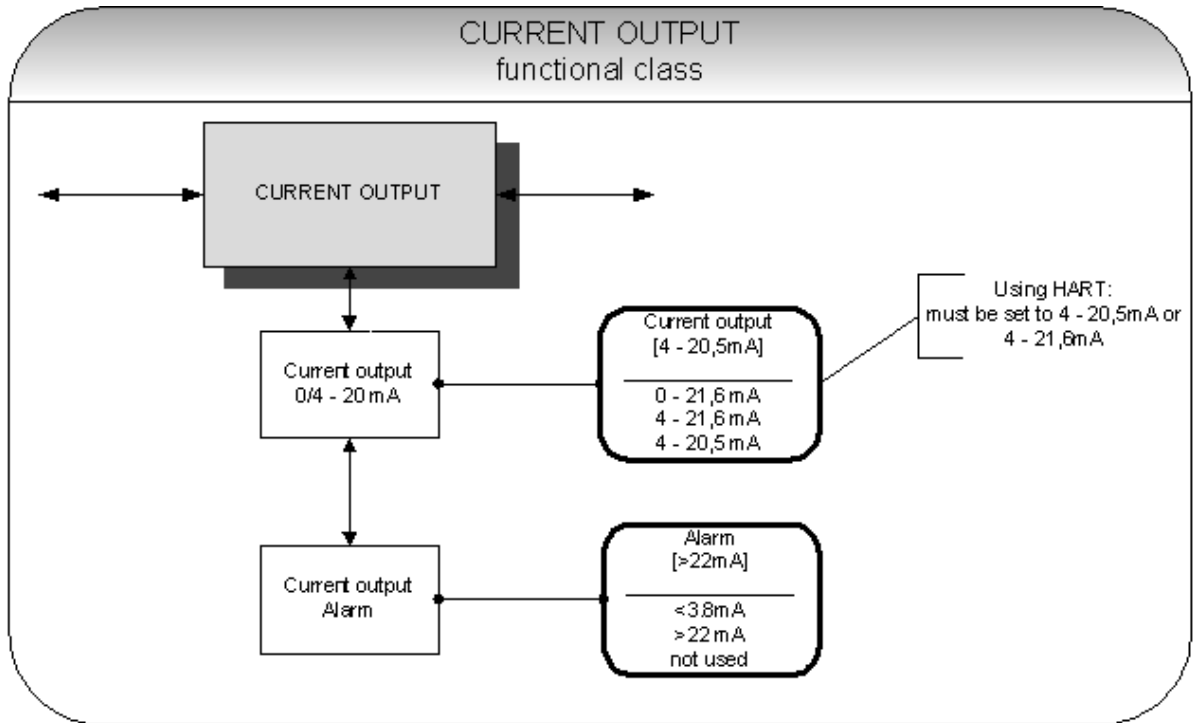 CURRENT OUTPUT
functional class
CURRENT OUTPUT
Current output
0/4 - 20 mA
Current output
[4 - 20,5mA]
0 - 21,6 mA
4 - 21,6 mA
4 - 20,5 mA
Using HART:
must be set to 4 - 20,5mA or
4 - 21,6mA
Current output
Alarm
Alarm
[>22mA]
<3.8mA
>22 mA
not used